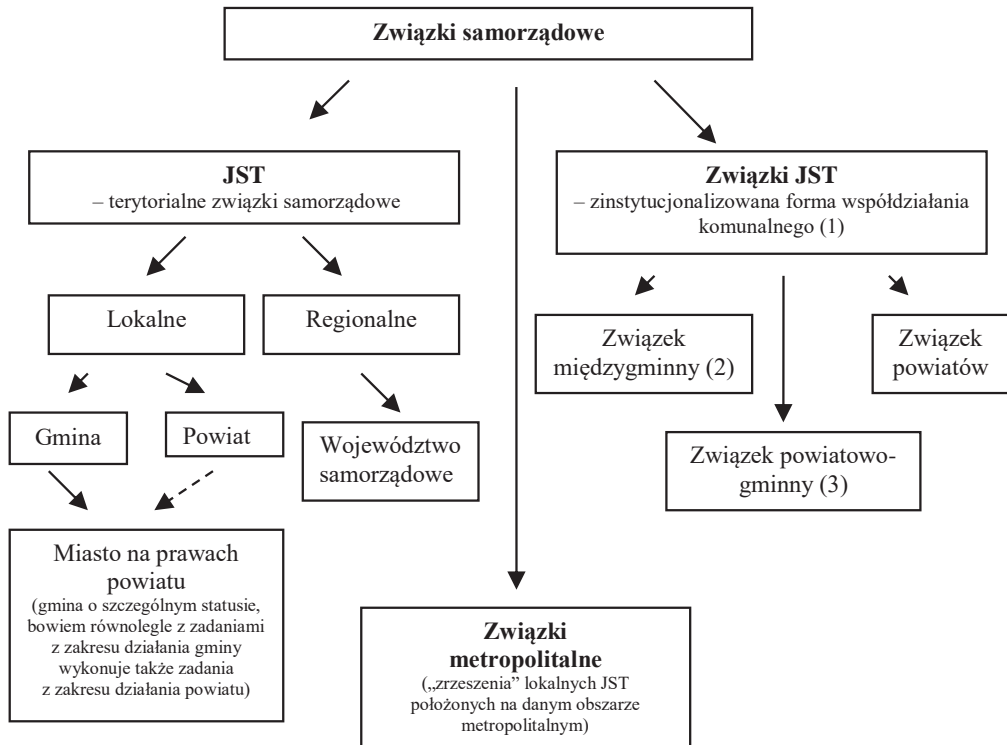 Związki samorządowe
JST
– terytorialne związki samorządowe
Związki JST
– zinstytucjonalizowana forma współdziałania
komunalnego (1)
Lokalne
Regionalne
Związek
międzygminny (2)
Związek
powiatów
Gmina
Powiat
Województwo
samorządowe
Związek powiatowo-
gminny (3)
Miasto na prawach
powiatu
(gmina o szczególnym statusie,
bowiem równolegle z zadaniami
z zakresu działania gminy
wykonuje także zadania
z zakresu działania powiatu)
Związki
metropolitalne
(„zrzeszenia” lokalnych JST
położonych na danym obszarze
metropolitalnym)